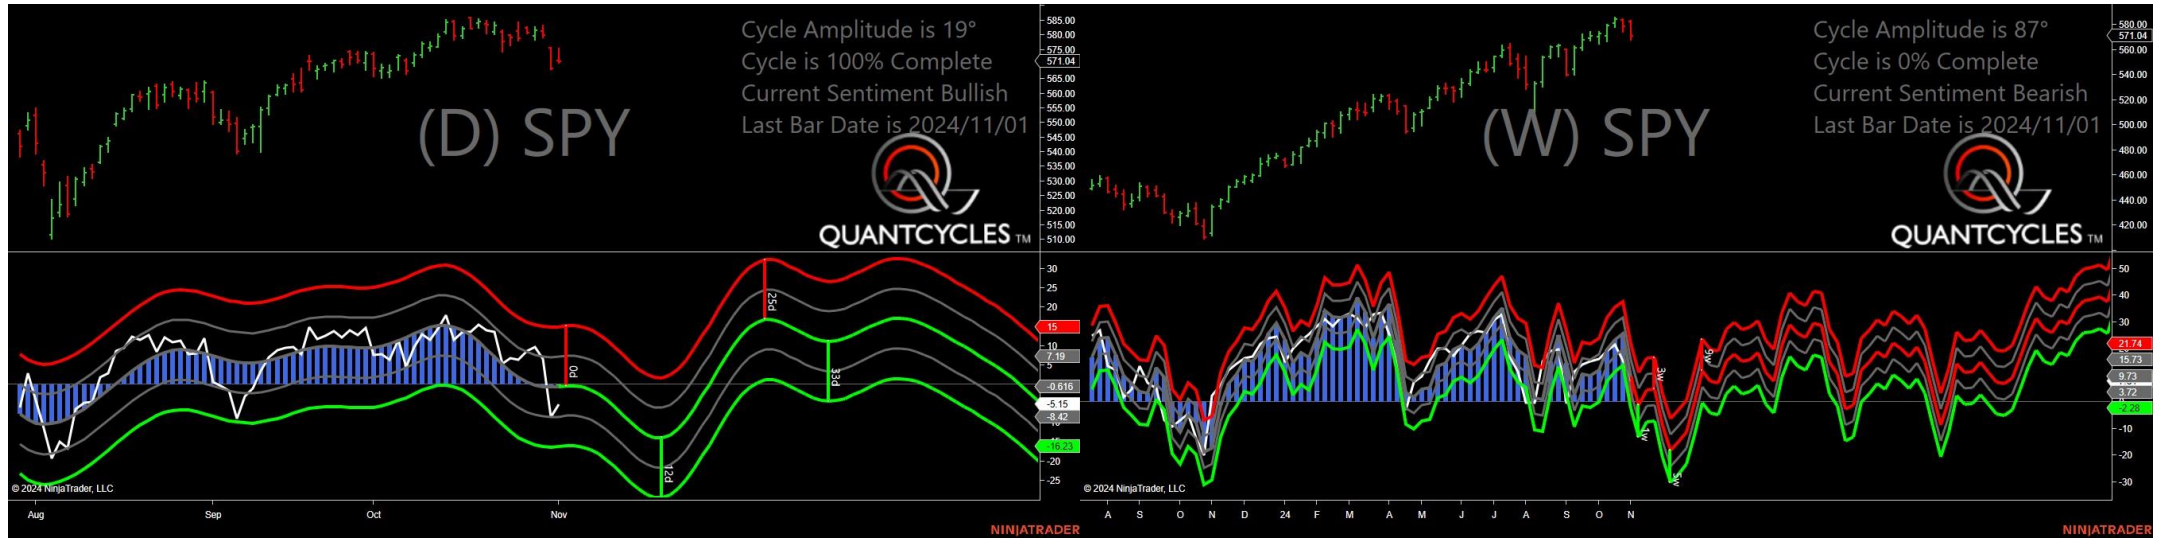 Cycle Amplitude is 19°
Cycle is 100% Complete
Current Sentiment Bullish
Last Bar Date is 2024/11/01
(D) SPY
QUANTCYCLES TM
585.00
580.00
575.00
571.04
565.00
560.00
555.00
550.00
545.00
540.00
535.00
530.00
525.00
520.00
515.00
510.00
30
25
20
15
10
7.19
5
-0.616
-5.15
-8.42
-16.23
-20
-25
0d
12d
25d
33d
© 2024 NinjaTrader, LLC
Aug Sep Oct Nov
NINJATRADER
Cycle Amplitude is 87°
Cycle is 0% Complete
Current Sentiment Bearish
Last Bar Date is 2024/11/01
(W) SPY
QUANTCYCLES TM
580.00
571.04
560.00
540.00
520.00
500.00
480.00
460.00
440.00
420.00
50
40
30
21.74
15.73
9.73
3.72
-2.28
-10
-20
-30
1w
3w
5w
9w
© 2024 NinjaTrader, LLC
A S O N D 24 F M A M J J A S O N
NINJATRADER